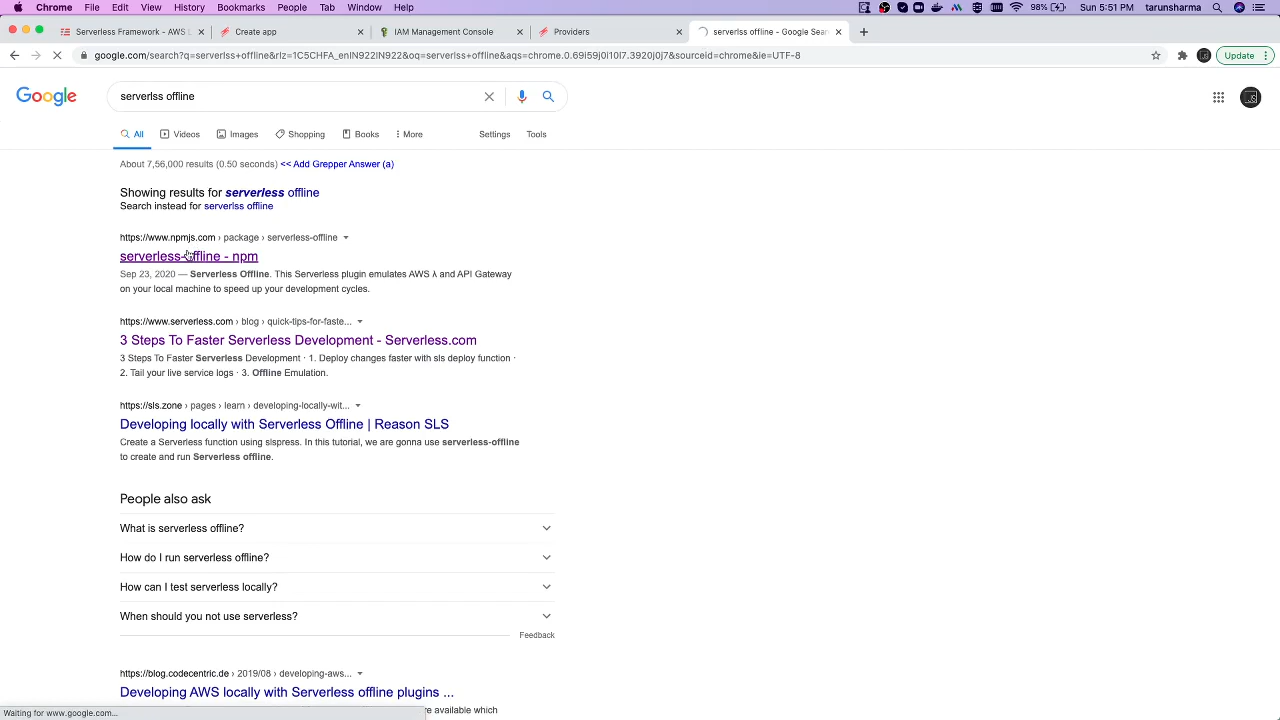 Chrome File Edit View History Bookmarks People Tab Window Help 98% Sun 5:51 PM tarunsharma
Serverless Framework - AWS L Create app IAM Management Console Providers serverlss offline - Google Sear
google.com/search?q=serverlss+offline&rlz=1C5CHFA_enIN922IN922&oq=serverlss+offline&aqs=chrome.0.69i59j0i10l7.3920j0j7&sourceid=chrome&ie=UTF-8 Update
Google serverlss offline
All Videos Images Shopping Books More Settings Tools
About 7,56,000 results (0.50 seconds) << Add Grepper Answer (a)
Showing results for serverless offline
Search instead for serverlss offline
https://www.npmjs.com › package › serverless-offline
serverless-offline - npm
Sep 23, 2020 — Serverless Offline. This Serverless plugin emulates AWS λ and API Gateway
on your local machine to speed up your development cycles.
https://www.serverless.com › blog › quick-tips-for-faste...
3 Steps To Faster Serverless Development - Serverless.com
3 Steps To Faster Serverless Development · 1. Deploy changes faster with sls deploy function ·
2. Tail your live service logs · 3. Offline Emulation.
https://sls.zone › pages › learn › developing-locally-wit...
Developing locally with Serverless Offline | Reason SLS
Create a Serverless function using slspress. In this tutorial, we are gonna use serverless-offline
to create and run Serverless offline.
People also ask
What is serverless offline?
How do I run serverless offline?
How can I test serverless locally?
When should you not use serverless?
Feedback
https://blog.codecentric.de › 2019/08 › developing-aws...
Developing AWS locally with Serverless offline plugins ...
Waiting for www.google.com... e available which